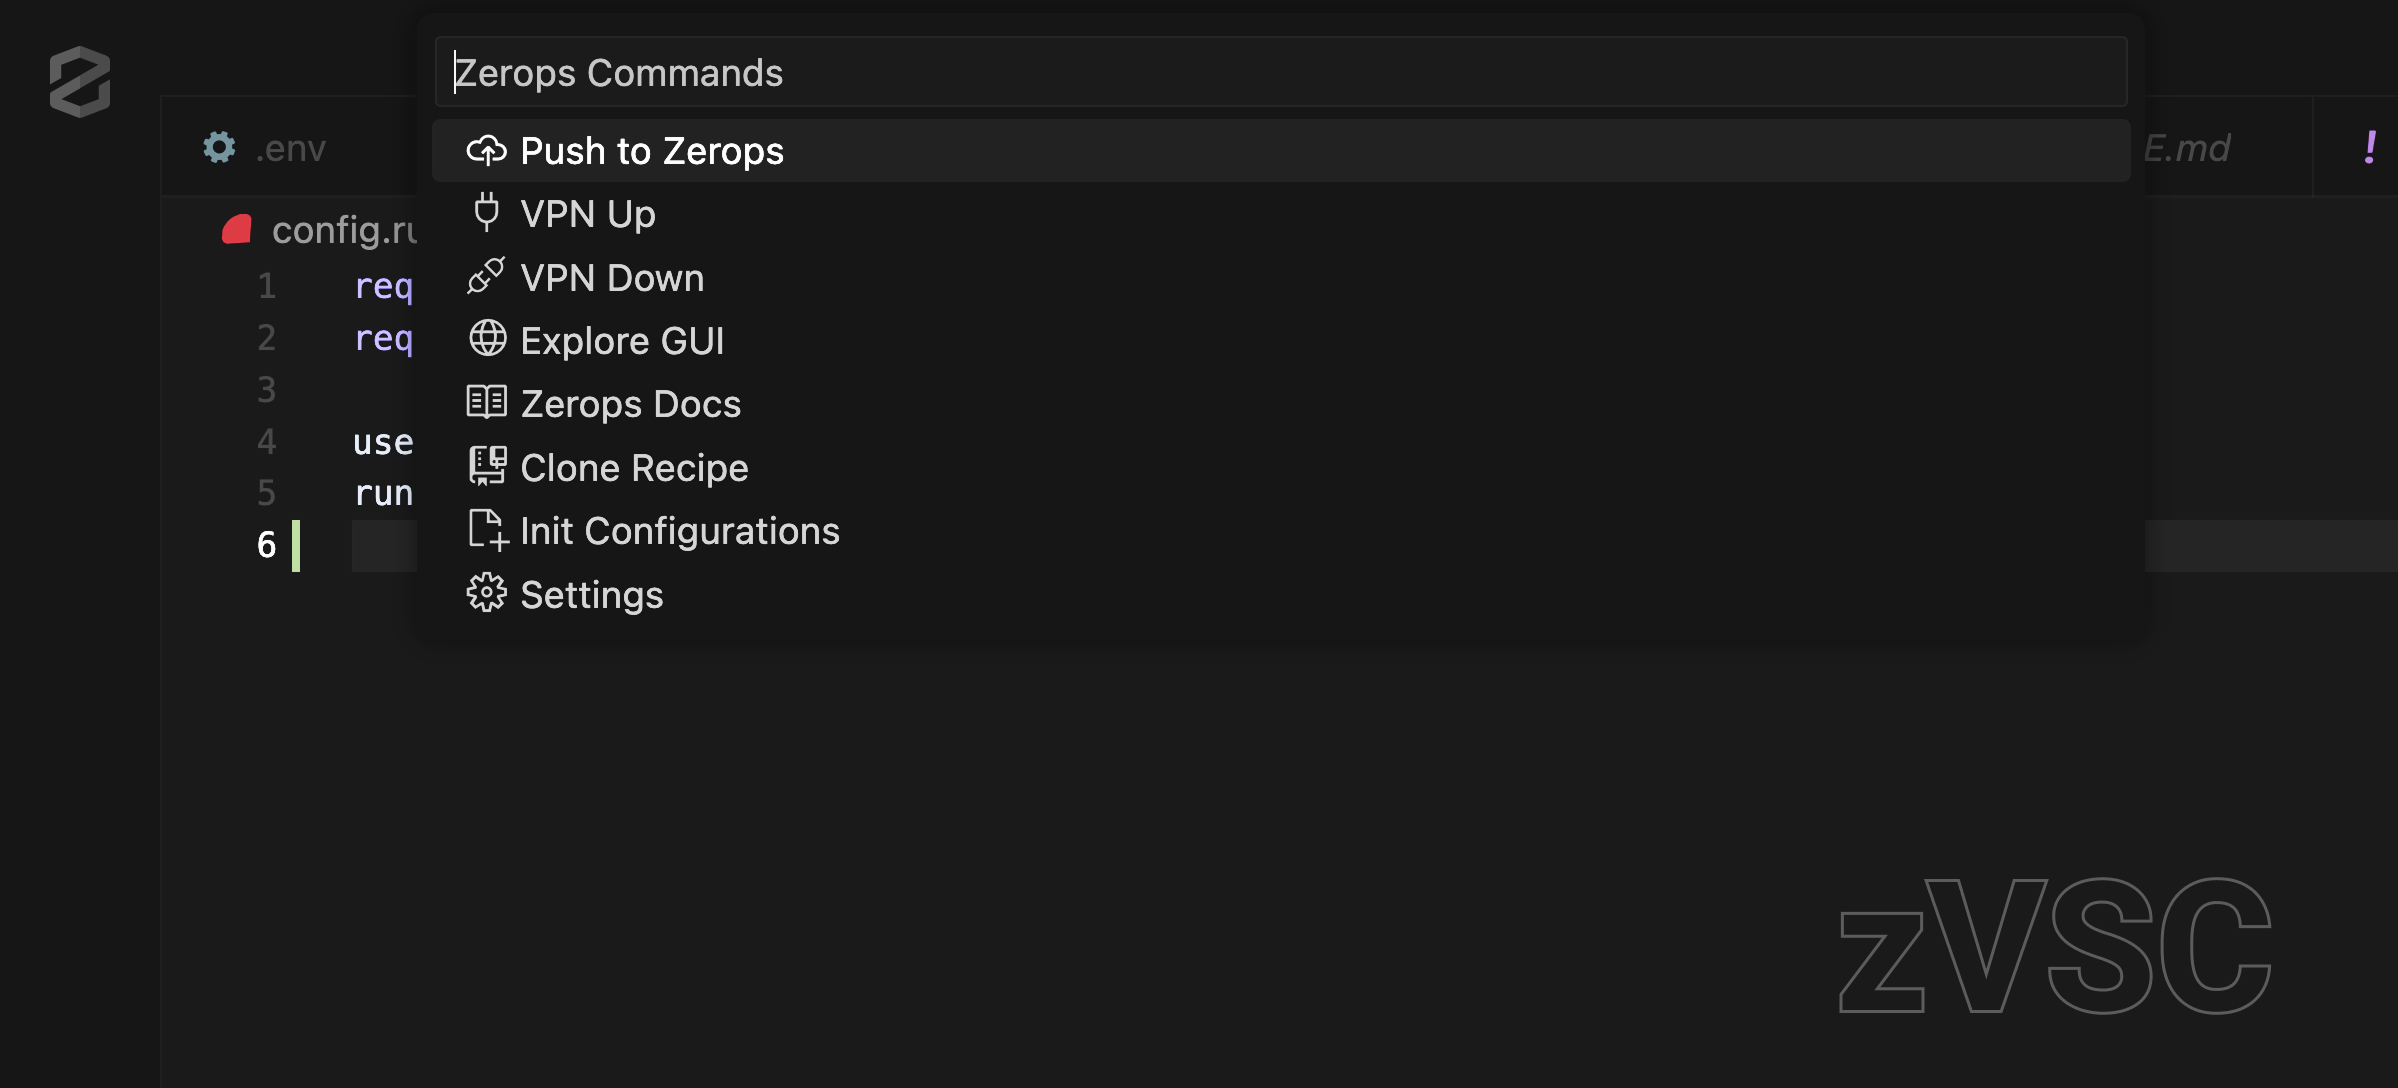 Zerops Commands
.env
Push to Zerops
E.md
!
VPN Up
config.ru
VPN Down
1 req
2 req
Explore GUI
3
Zerops Docs
4 use
Clone Recipe
5 run
Init Configurations
6
Settings
zVSC